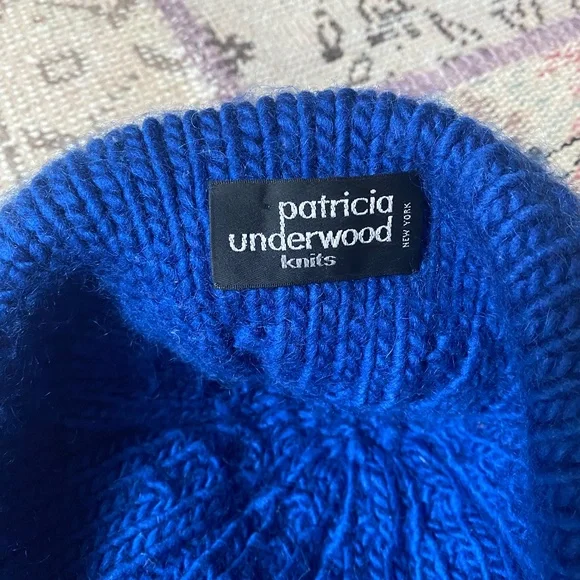 patricia
underwood
knits
NEW YORK